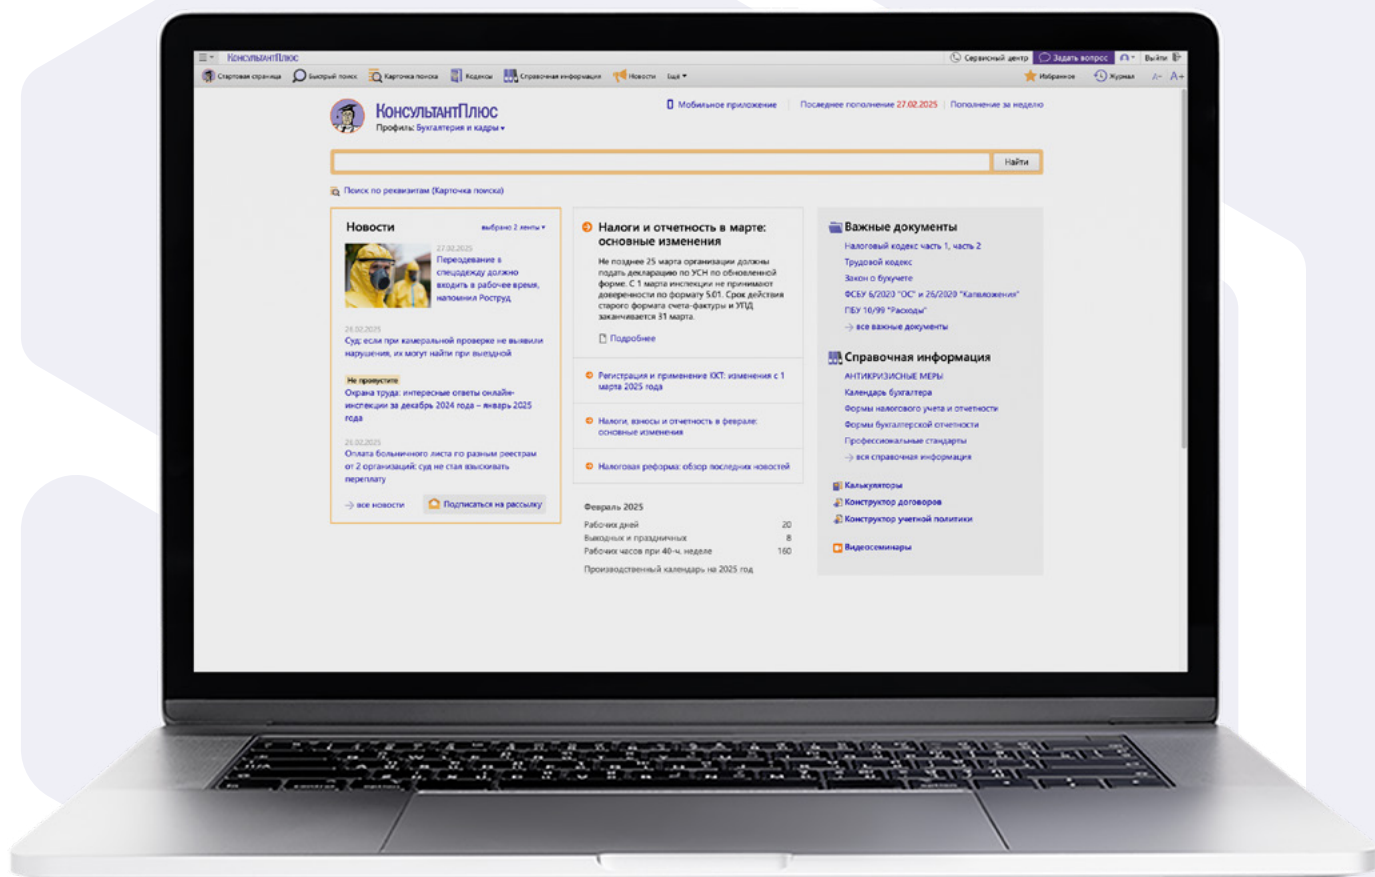 КонсультантПлюс
Сервисный центр
Задать вопрос
Выйти
Стартовая страница
Быстрый поиск
Карточка поиска
Кодексы
Справочная информация
Новости
Ещё
Избранное
Журнал
А−
А+
КонсультантПлюс
Профиль: Бухгалтерия и кадры
Мобильное приложение
Последнее пополнение 27.02.2025
Пополнение за неделю
Найти
Поиск по реквизитам (Карточка поиска)
Новости
выбрано 2 ленты
27.02.2025
Переодевание в
спецодежду должно
входить в рабочее время,
напомнил Роструд
Суд: если при камеральной проверке не выявили
нарушения, их могут найти при выездной
Не пропустите
Охрана труда: интересные ответы онлайн-
инспекции за декабрь 2024 года – январь 2025
года
Оплата больничного листа по разным реестрам
от 2 организаций: суд не стал взыскивать
переплату
все новости
Подписаться на рассылку
Налоги и отчетность в марте:
основные изменения
Не позднее 25 марта организации должны
подать декларацию по УСН по обновленной
форме. С 1 марта инспекции не принимают
доверенности по формату 5.01. Срок действия
старого формата счета-фактуры и УПД
заканчивается 31 марта.
Подробнее
Регистрация и применение ККТ: изменения с 1
марта 2025 года
Налоги, взносы и отчетность в феврале:
основные изменения
Налоговая реформа: обзор последних новостей
Февраль 2025
Рабочих дней 20
Выходных и праздничных 8
Рабочих часов при 40-ч. неделе 160
Производственный календарь на 2025 год
Важные документы
Налоговый кодекс часть 1, часть 2
Трудовой кодекс
Закон о бухучете
ФСБУ 6/2020 "ОС" и 26/2020 "Капвложения"
ПБУ 10/99 "Расходы"
все важные документы
Справочная информация
АНТИКРИЗИСНЫЕ МЕРЫ
Календарь бухгалтера
Формы налогового учета и отчетности
Формы бухгалтерской отчетности
Профессиональные стандарты
вся справочная информация
Калькуляторы
Конструктор договоров
Конструктор учетной политики
Видеосеминары